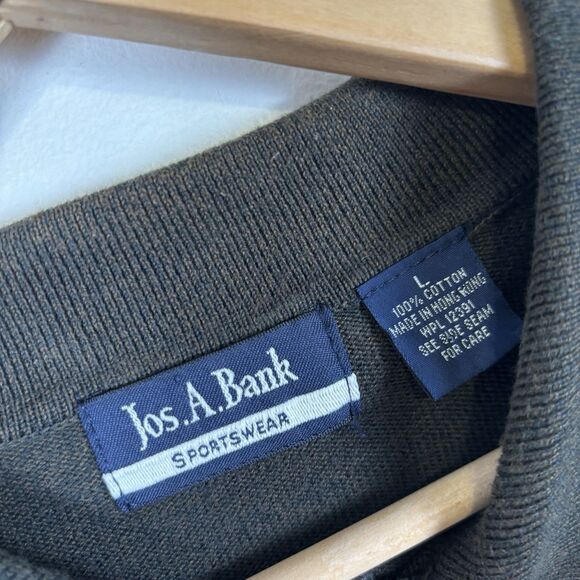 Jos. A. Bank
SPORTSWEAR
L
100% COTTON
MADE IN HONG KONG
WPL 12391
SEE SIDE SEAM
FOR CARE